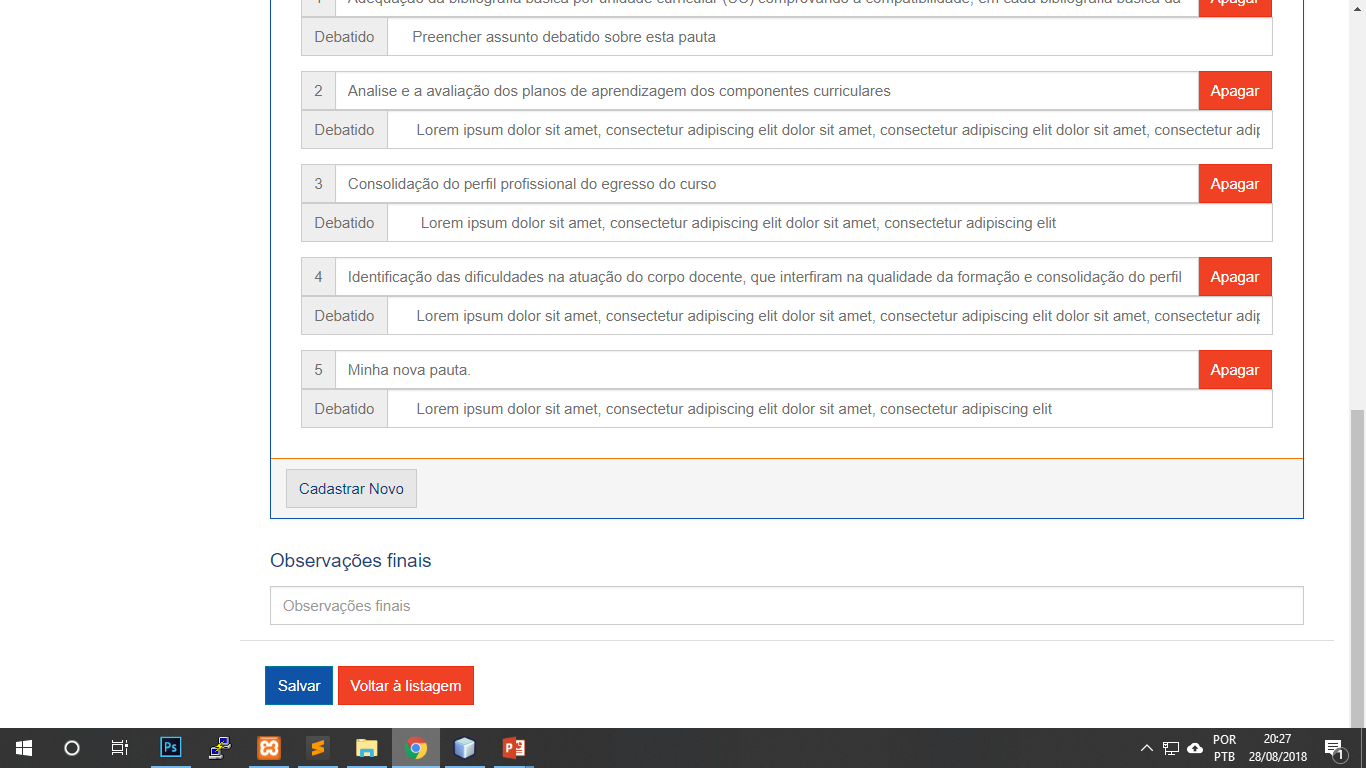 1 Adequação da bibliografia básica por unidade curricular (UC) comprovando a compatibilidade, em cada bibliografia básica da Apagar
Debatido Preencher assunto debatido sobre esta pauta
2 Analise e a avaliação dos planos de aprendizagem dos componentes curriculares Apagar
Debatido Lorem ipsum dolor sit amet, consectetur adipiscing elit dolor sit amet, consectetur adipiscing elit dolor sit amet, consectetur adip
3 Consolidação do perfil profissional do egresso do curso Apagar
Debatido Lorem ipsum dolor sit amet, consectetur adipiscing elit dolor sit amet, consectetur adipiscing elit
4 Identificação das dificuldades na atuação do corpo docente, que interfiram na qualidade da formação e consolidação do perfil Apagar
Debatido Lorem ipsum dolor sit amet, consectetur adipiscing elit dolor sit amet, consectetur adipiscing elit dolor sit amet, consectetur adip
5 Minha nova pauta. Apagar
Debatido Lorem ipsum dolor sit amet, consectetur adipiscing elit dolor sit amet, consectetur adipiscing elit
Cadastrar Novo
Observações finais
Observações finais
Salvar Voltar à listagem
Ps
POR 20:27
PTB 28/08/2018 1